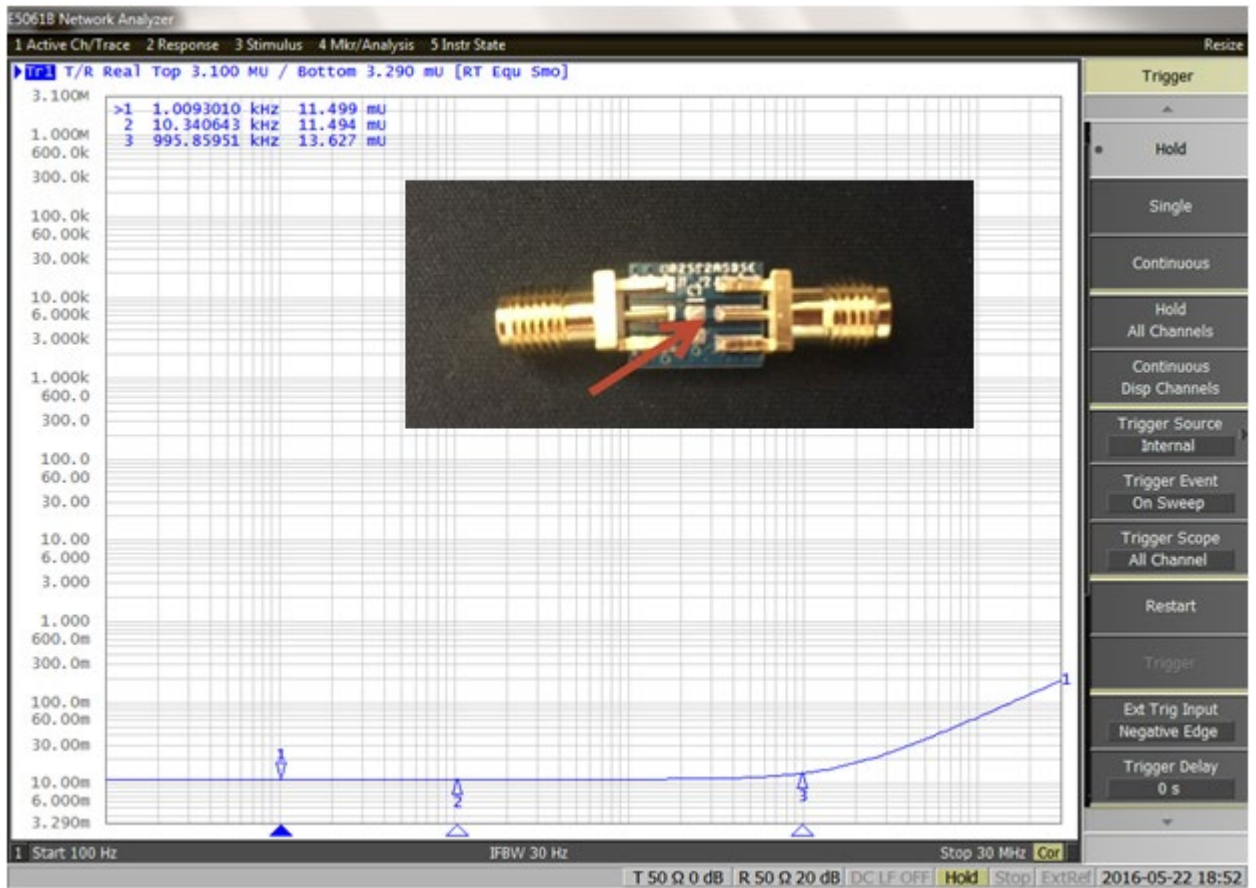 E5061B Network Analyzer
1 Active Ch/Trace 2 Response 3 Stimulus 4 Mkr/Analysis 5 Instr State Resize
Tr1 T/R Real Top 3.100 MU / Bottom 3.290 mU [RT Equ Smo]
3.100M
1.000M
600.0k
300.0k
100.0k
60.00k
30.00k
10.00k
6.000k
3.000k
1.000k
600.0
300.0
100.0
60.00
30.00
10.00
6.000
3.000
1.000
600.0m
300.0m
100.0m
60.00m
30.00m
10.00m
6.000m
3.290m
>1 1.0093010 kHz 11.499 mU
2 10.340643 kHz 11.494 mU
3 995.85951 kHz 13.627 mU
1
2
3
1
Trigger
Hold
Single
Continuous
Hold
All Channels
Continuous
Disp Channels
Trigger Source
Internal
Trigger Event
On Sweep
Trigger Scope
All Channel
Restart
Trigger
Ext Trig Input
Negative Edge
Trigger Delay
0 s
1 Start 100 Hz IFBW 30 Hz Stop 30 MHz Cor
T 50 Ω 0 dB R 50 Ω 20 dB DC LF OFF Hold Stop ExtRef 2016-05-22 18:52